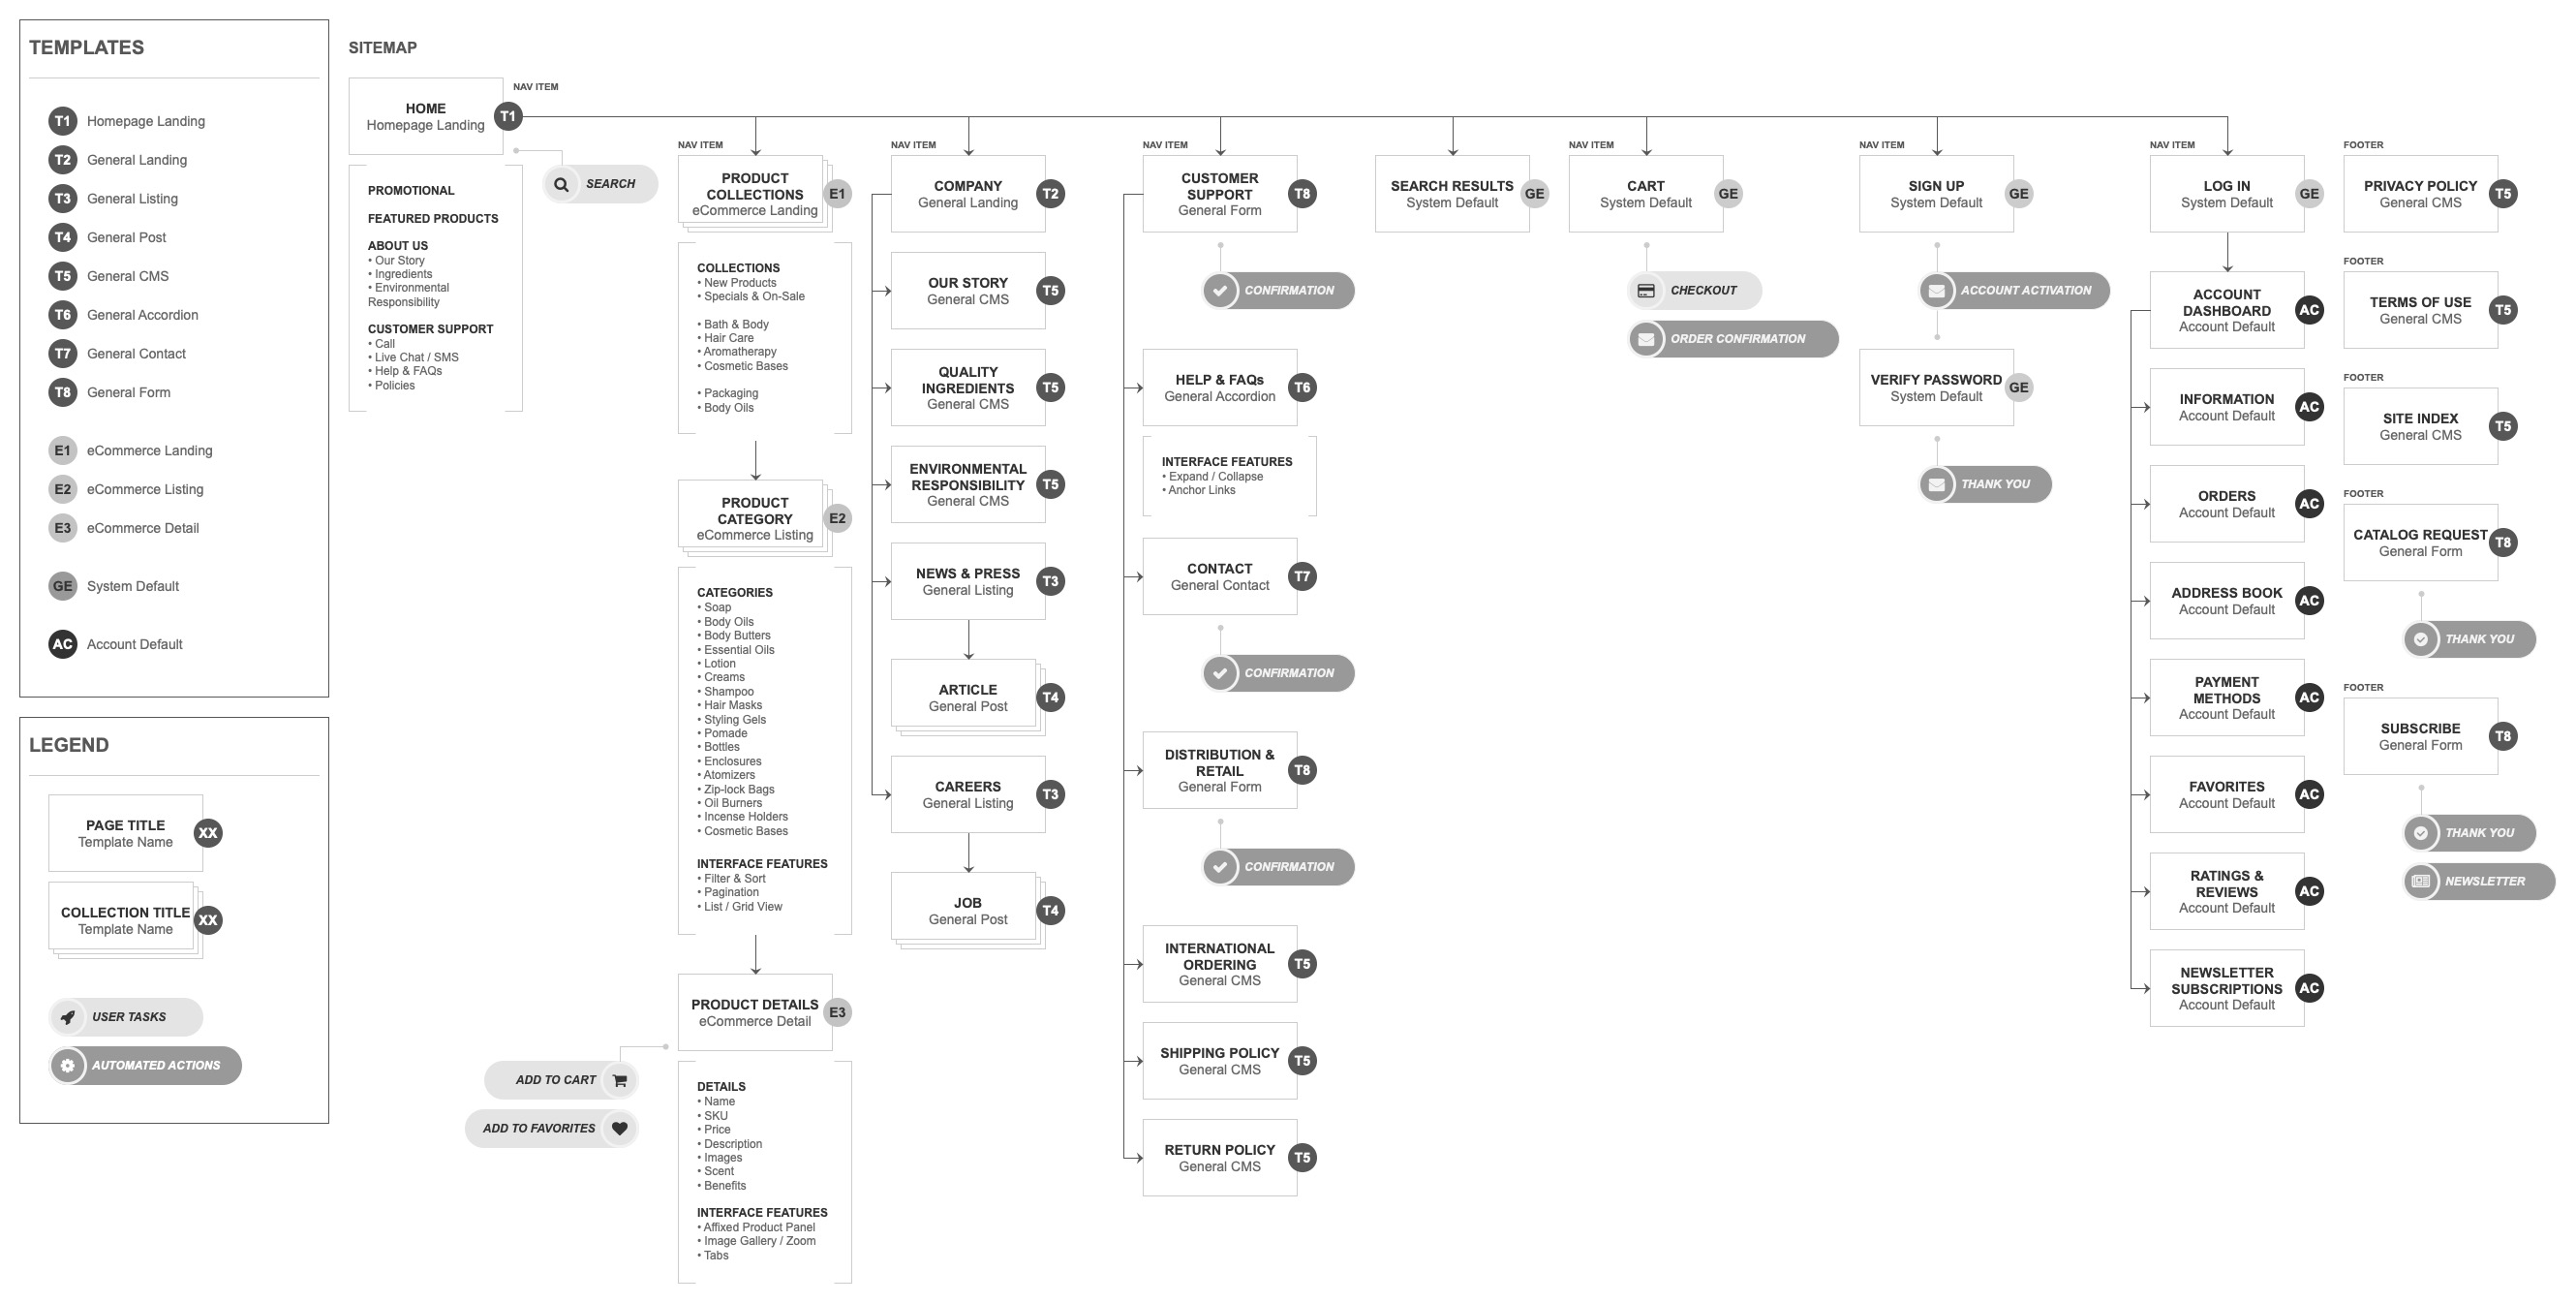 TEMPLATES
T1 Homepage Landing
T2 General Landing
T3 General Listing
T4 General Post
T5 General CMS
T6 General Accordion
T7 General Contact
T8 General Form
E1 eCommerce Landing
E2 eCommerce Listing
E3 eCommerce Detail
GE System Default
AC Account Default
LEGEND
PAGE TITLE
Template Name
XX
COLLECTION TITLE
Template Name
XX
USER TASKS
AUTOMATED ACTIONS
SITEMAP
NAV ITEM
HOME
Homepage Landing
T1
PROMOTIONAL
FEATURED PRODUCTS
ABOUT US
• Our Story
• Ingredients
• Environmental
Responsibility
CUSTOMER SUPPORT
• Call
• Live Chat / SMS
• Help & FAQs
• Policies
SEARCH
NAV ITEM
PRODUCT
COLLECTIONS
eCommerce Landing
E1
COLLECTIONS
• New Products
• Specials & On-Sale
• Bath & Body
• Hair Care
• Aromatherapy
• Cosmetic Bases
• Packaging
• Body Oils
PRODUCT
CATEGORY
eCommerce Listing
E2
CATEGORIES
• Soap
• Body Oils
• Body Butters
• Essential Oils
• Lotion
• Creams
• Shampoo
• Hair Masks
• Styling Gels
• Pomade
• Bottles
• Enclosures
• Atomizers
• Zip-lock Bags
• Oil Burners
• Incense Holders
• Cosmetic Bases
INTERFACE FEATURES
• Filter & Sort
• Pagination
• List / Grid View
PRODUCT DETAILS
eCommerce Detail
E3
ADD TO CART
ADD TO FAVORITES
DETAILS
• Name
• SKU
• Price
• Description
• Images
• Scent
• Benefits
INTERFACE FEATURES
• Affixed Product Panel
• Image Gallery / Zoom
• Tabs
NAV ITEM
COMPANY
General Landing
T2
OUR STORY
General CMS
T5
QUALITY
INGREDIENTS
General CMS
T5
ENVIRONMENTAL
RESPONSIBILITY
General CMS
T5
NEWS & PRESS
General Listing
T3
ARTICLE
General Post
T4
CAREERS
General Listing
T3
JOB
General Post
T4
NAV ITEM
CUSTOMER
SUPPORT
General Form
T8
CONFIRMATION
HELP & FAQs
General Accordion
T6
INTERFACE FEATURES
• Expand / Collapse
• Anchor Links
CONTACT
General Contact
T7
CONFIRMATION
DISTRIBUTION &
RETAIL
General Form
T8
CONFIRMATION
INTERNATIONAL
ORDERING
General CMS
T5
SHIPPING POLICY
General CMS
T5
RETURN POLICY
General CMS
T5
SEARCH RESULTS
System Default
GE
NAV ITEM
CART
System Default
GE
CHECKOUT
ORDER CONFIRMATION
NAV ITEM
SIGN UP
System Default
GE
ACCOUNT ACTIVATION
VERIFY PASSWORD
System Default
GE
THANK YOU
NAV ITEM
LOG IN
System Default
GE
ACCOUNT
DASHBOARD
Account Default
AC
INFORMATION
Account Default
AC
ORDERS
Account Default
AC
ADDRESS BOOK
Account Default
AC
PAYMENT
METHODS
Account Default
AC
FAVORITES
Account Default
AC
RATINGS &
REVIEWS
Account Default
AC
NEWSLETTER
SUBSCRIPTIONS
Account Default
AC
FOOTER
PRIVACY POLICY
General CMS
T5
FOOTER
TERMS OF USE
General CMS
T5
FOOTER
SITE INDEX
General CMS
T5
FOOTER
CATALOG REQUEST
General Form
T8
THANK YOU
FOOTER
SUBSCRIBE
General Form
T8
THANK YOU
NEWSLETTER